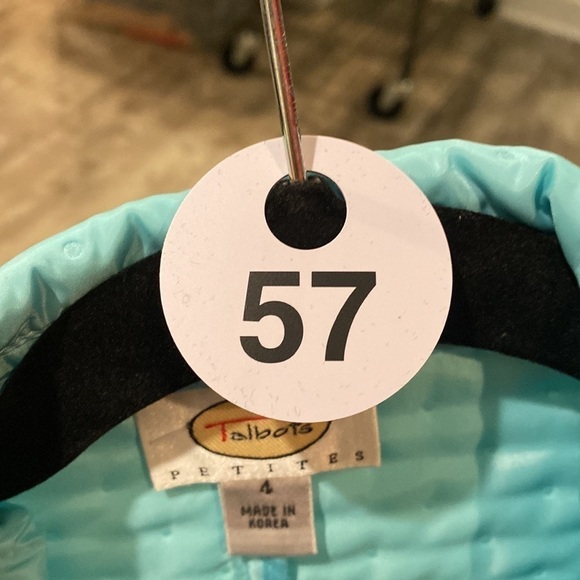 57
Talbots
PETITES
4
MADE IN
KOREA